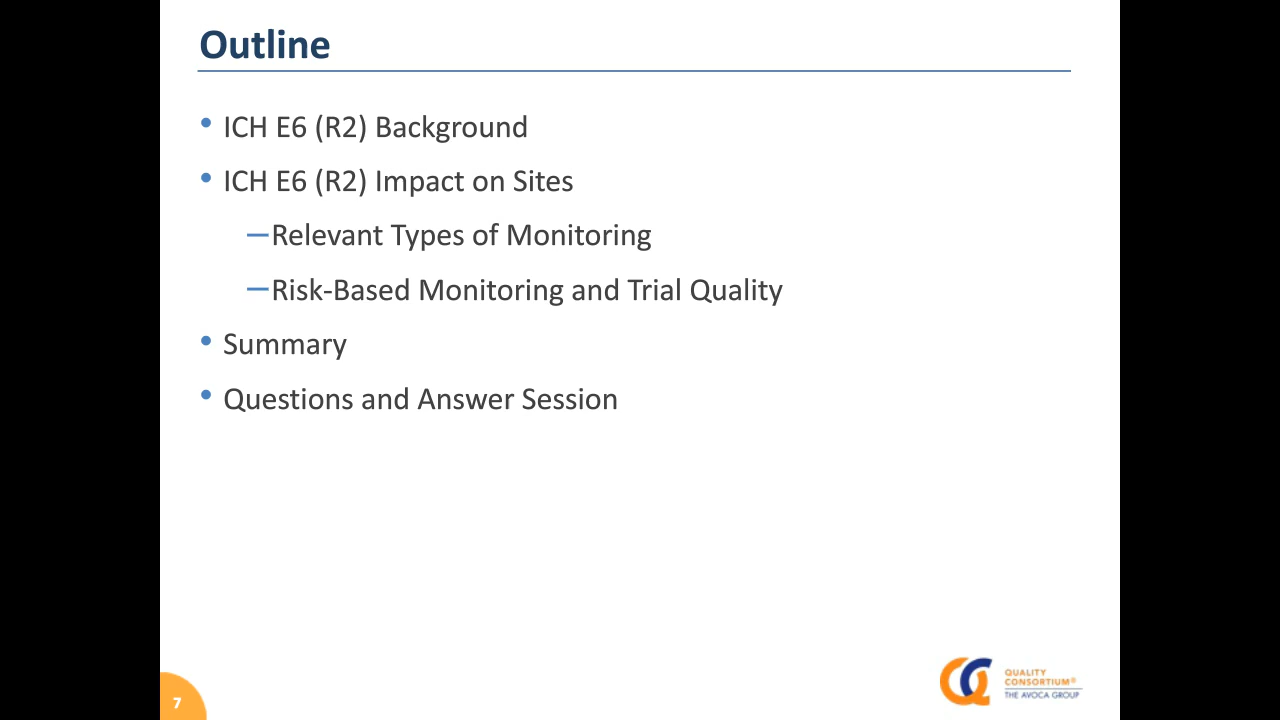 Outline
• ICH E6 (R2) Background
• ICH E6 (R2) Impact on Sites
–Relevant Types of Monitoring
–Risk-Based Monitoring and Trial Quality
• Summary
• Questions and Answer Session
7
QUALITY
CONSORTIUM®
THE AVOCA GROUP